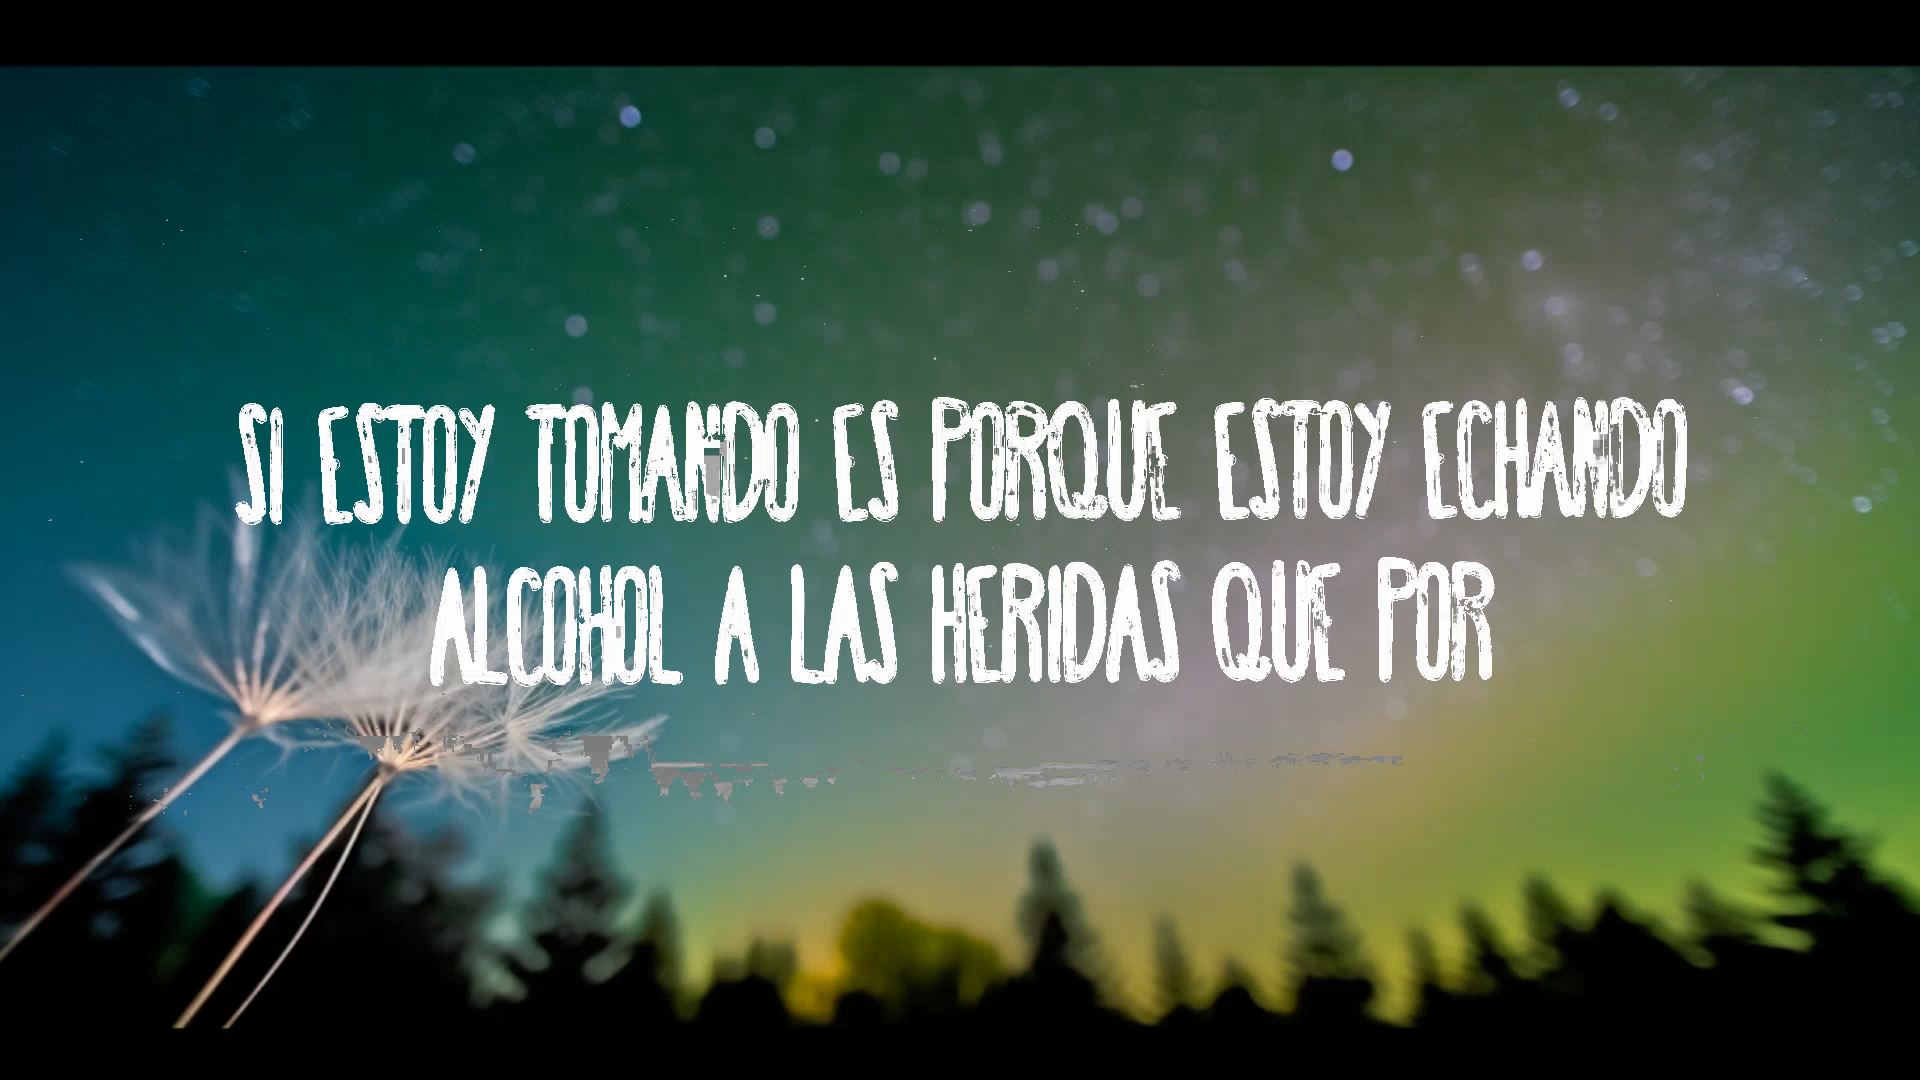 SI ESTOY TOMANDO ES PORQUE ESTOY ECHANDO
ALCOHOL A LAS HERIDAS QUE POR